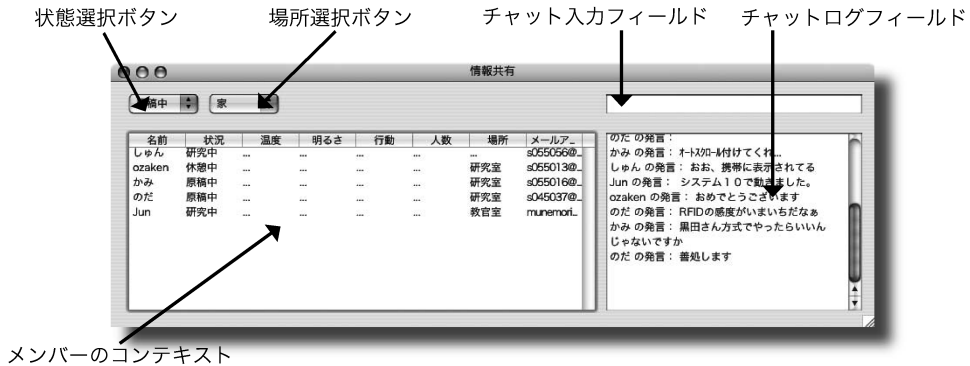 状態選択ボタン 場所選択ボタン チャット入力フィールド チャットログフィールド
情報共有
稿中 家
名前 状況 温度 明るさ 行動 人数 場所 メールア_
しゅん 研究中 ... ... ... ... ... s055056@_
ozaken 休憩中 ... ... ... ... 研究室 s055013@_
かみ 原稿中 ... ... ... ... 研究室 s055016@_
のだ 原稿中 ... ... ... ... 研究室 s045037@_
Jun 研究中 ... ... ... ... 教官室 munemori_
のだ の発言：
かみ の発言： ｵｰﾄｽｸﾛｰﾙ付けてくれ...
しゅん の発言： おお、携帯に表示されてる
Jun の発言： システム１０で動きました。
ozaken の発言： おめでとうございます
のだ の発言： RFIDの感度がいまいちだなぁ
かみ の発言： 黒田さん方式でやったらいいん
じゃないですか
のだ の発言： 善処します
メンバーのコンテキスト